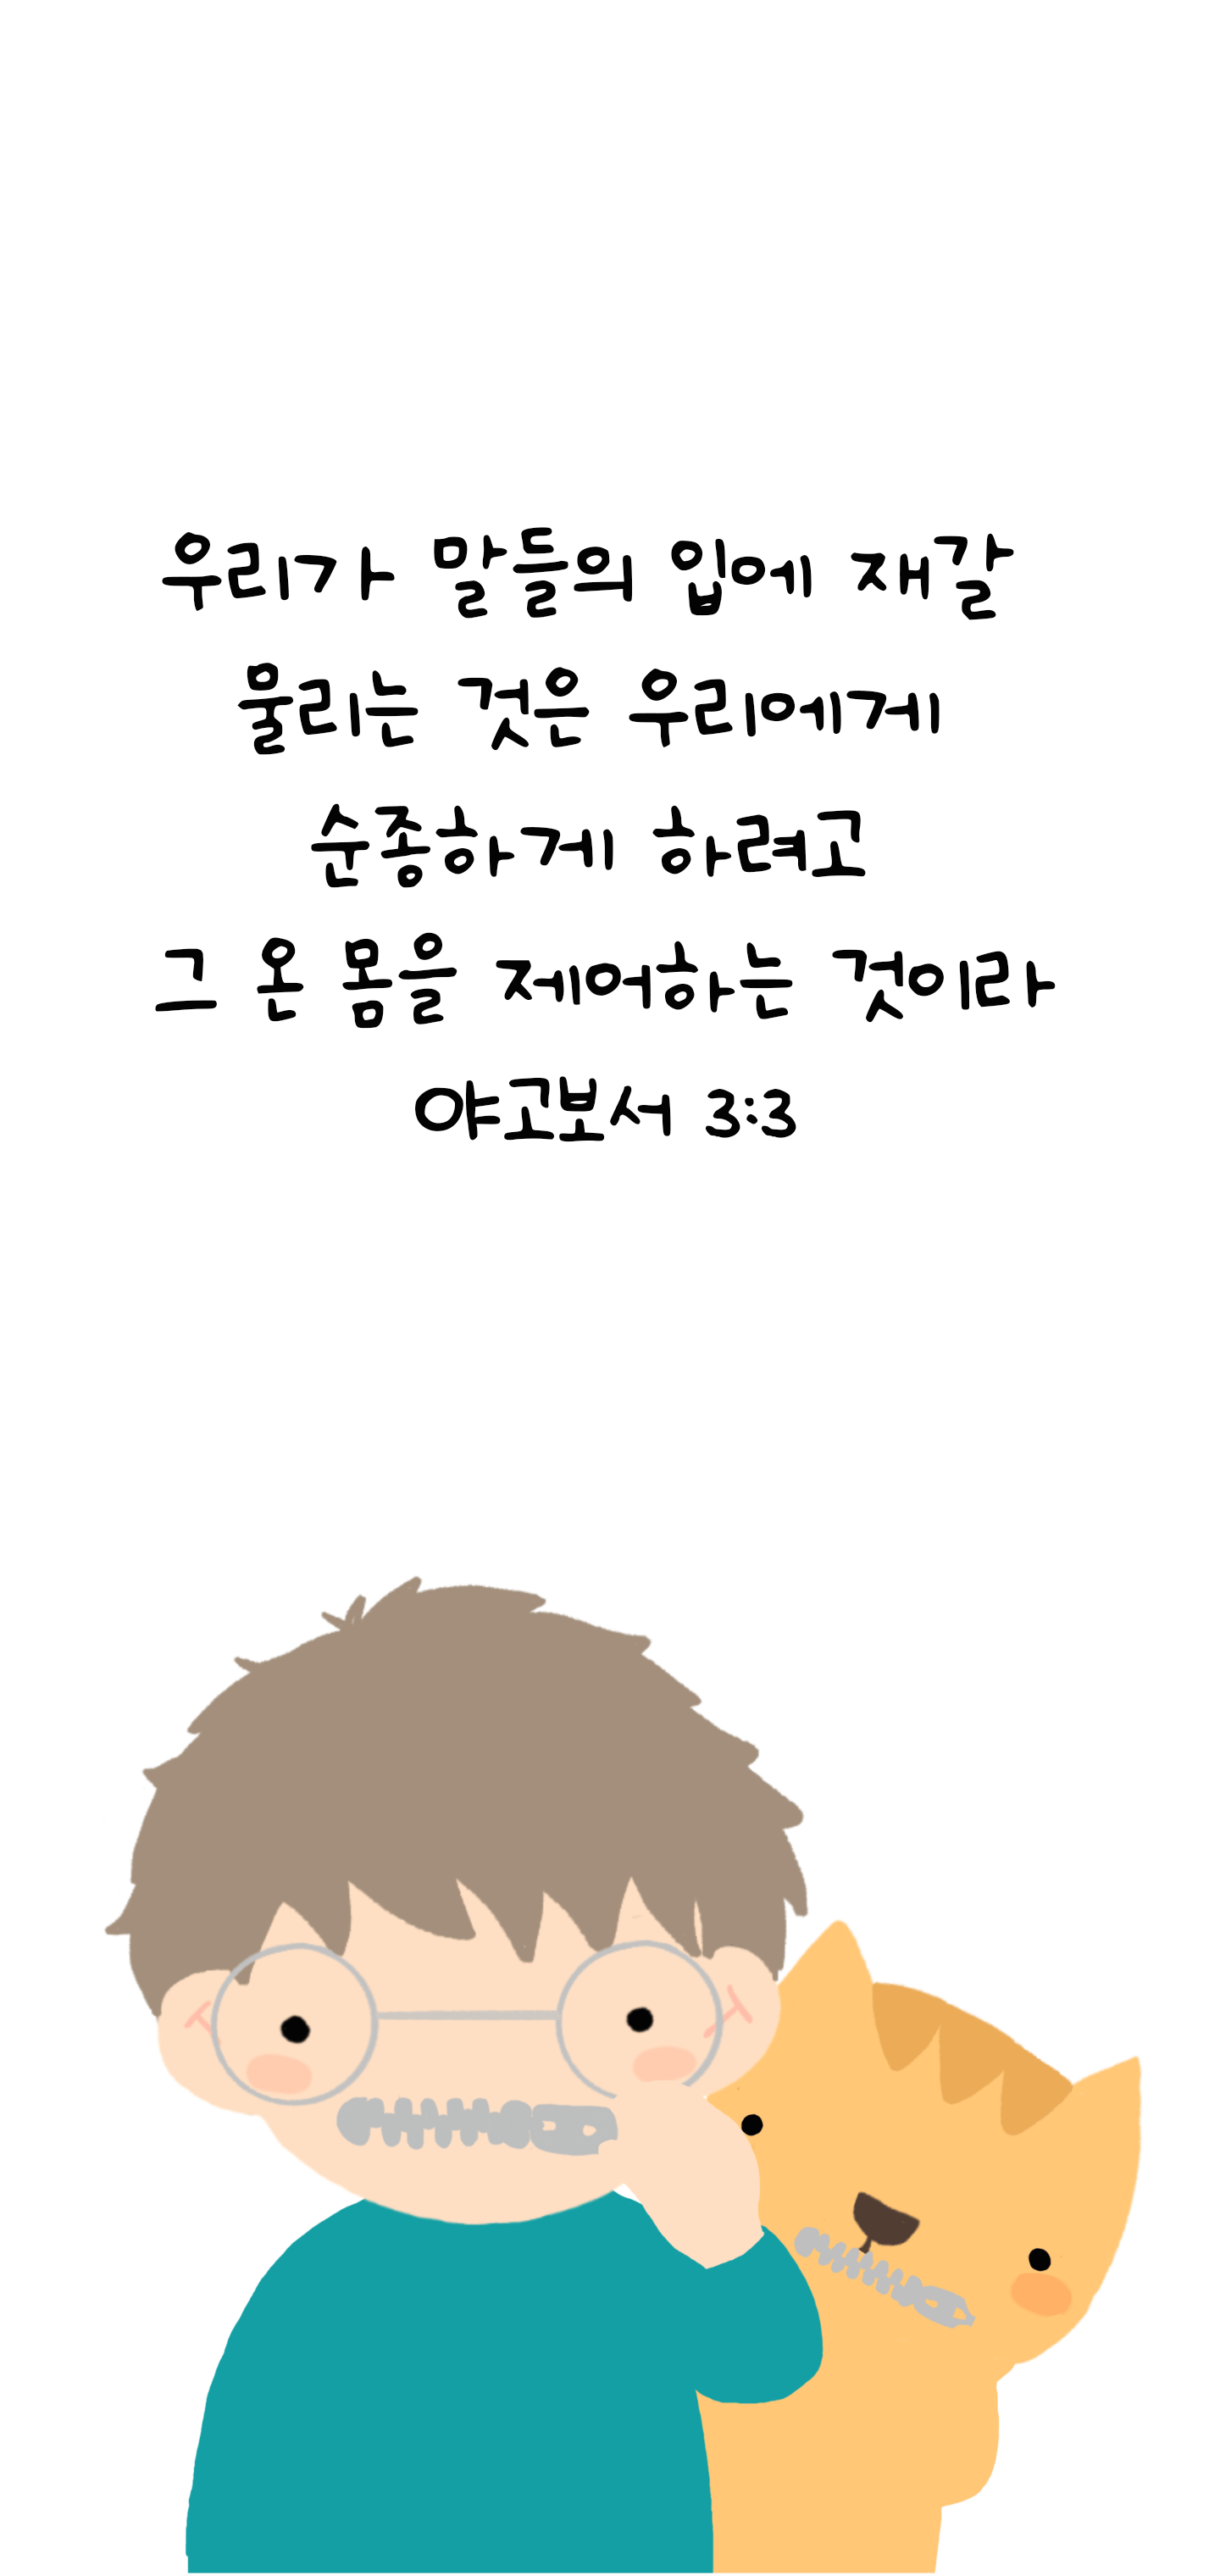 우리가 말들의 입에 재갈
물리는 것은 우리에게
순종하게 하려고
그 온 몸을 제어하는 것이라
야고보서 3:3